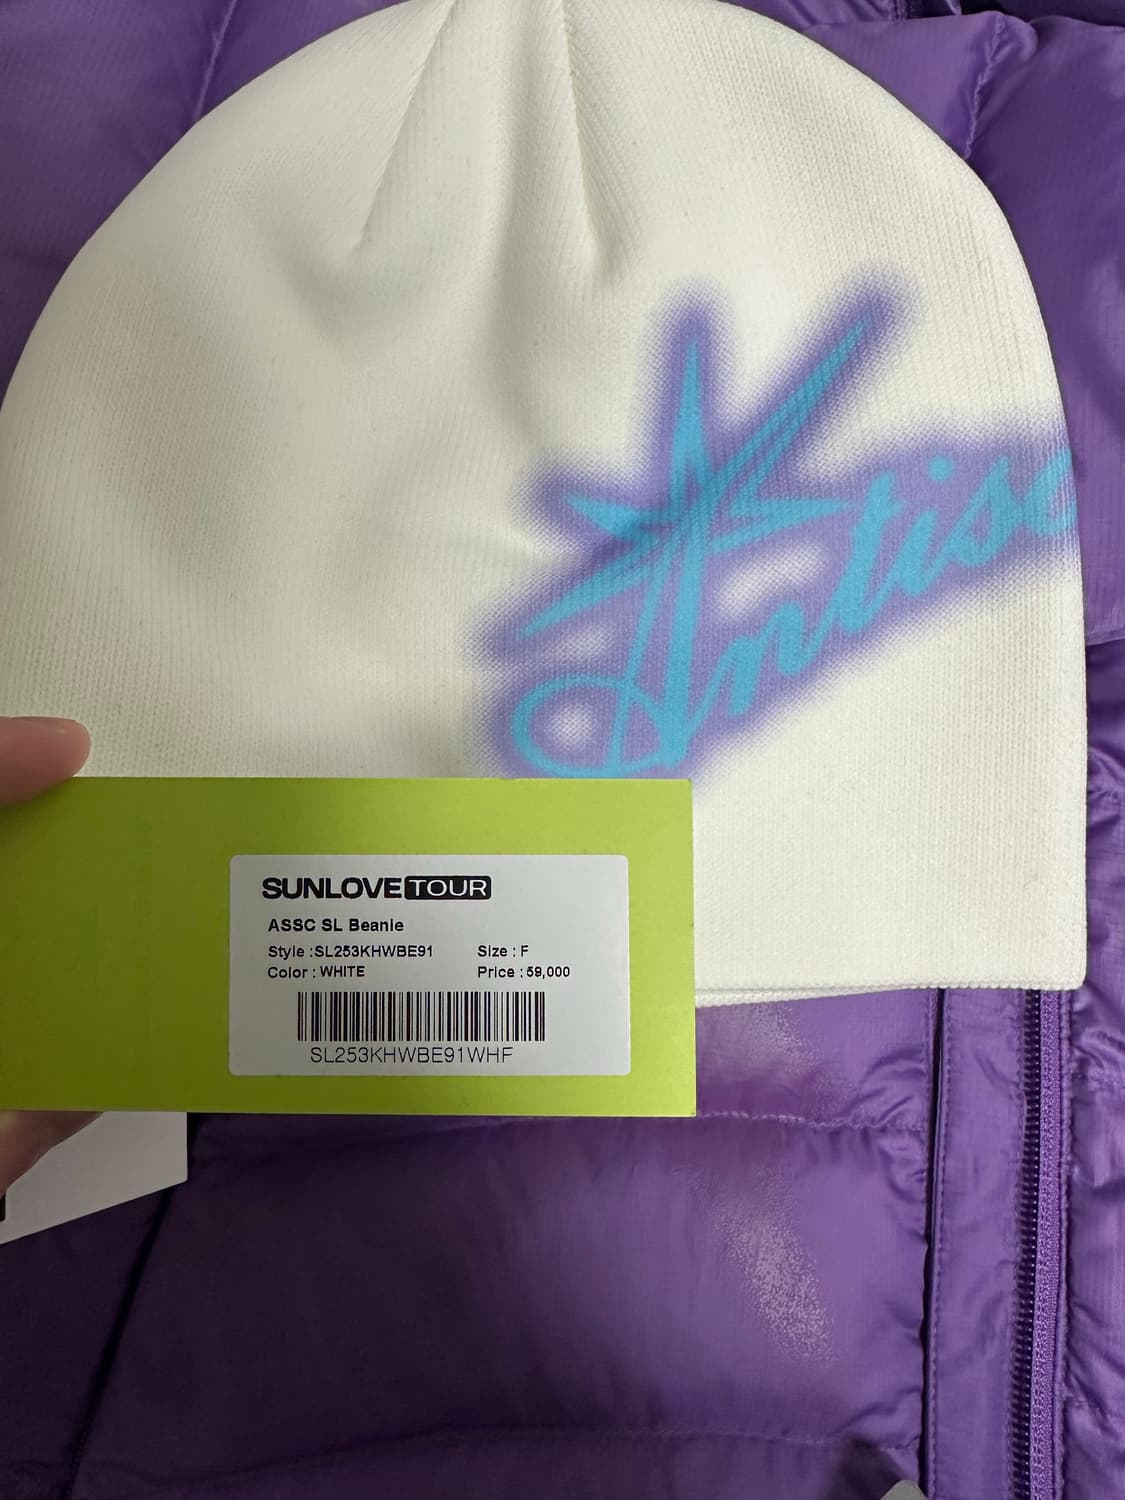 Antisc
SUNLOVE TOUR
ASSC SL Beanie
Style :SL253KHWBE91 Size : F
Color : WHITE Price : 59,000
SL253KHWBE91WHF